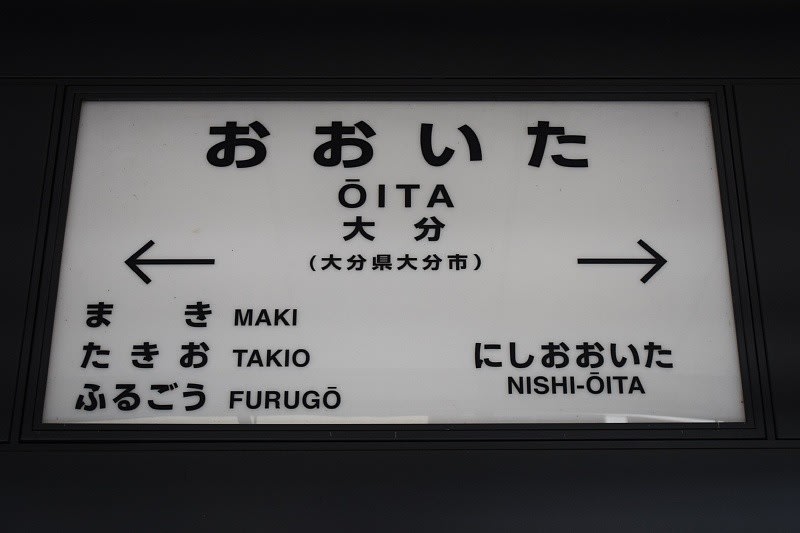 おおいた
ŌITA
大分
(大分県大分市)
← →
まき MAKI
たきお TAKIO
ふるごう FURUGŌ
にしおおいた
NISHI-ŌITA